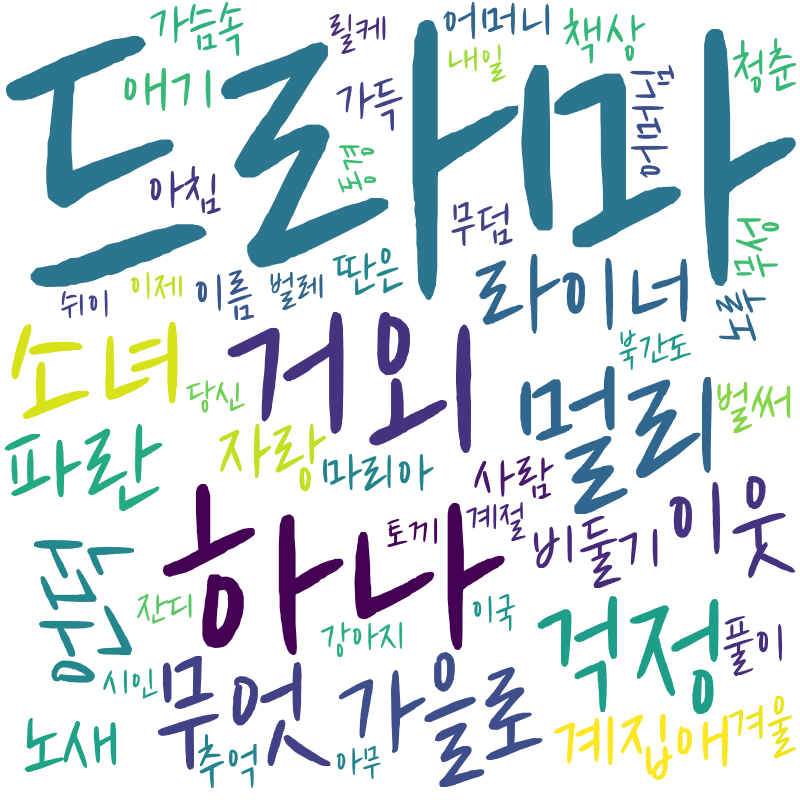 가슴속
릴케
어머니
내일
책상
청춘
드라마
애기
가득
아침
동경
무덤
쉬이
이제
이름
벌레
딴은
라이너
소녀
당신
거외
멀리
북간도
벌써
파란
자랑
마리아
사람
계절
토끼
하나
비둘기
이웃
언덕
잔디
강아지
이국
걱정
풀이
시인
무엇
가을로
노새
추억
아무
계집애
겨울